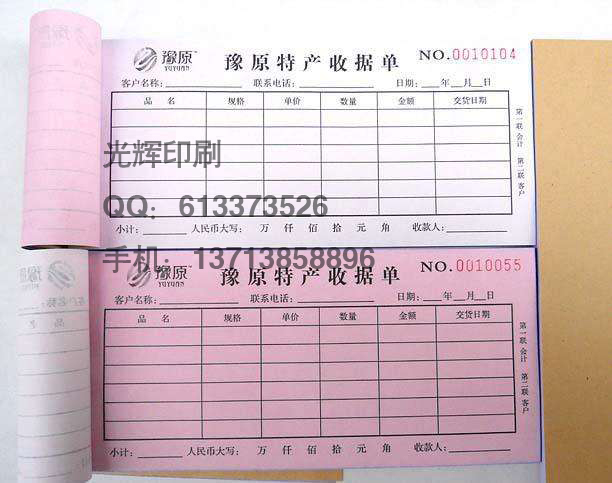 豫原 豫原特产收据单 NO.0010104
YUYUAN
客户名称: 联系电话: 日期: 年 月 日
品 名 规格 单价 数量 金额 交货日期
第一联 会计 第二联 客户
光辉印刷
QQ: 613373526
小计: 人民币大写: 万 仟 佰 拾 元 角 收款人:
手机: 13713858896
豫原 豫原特产收据单 NO.0010055
YUYUAN
客户名称: 联系电话: 日期: 年 月 日
品 名 规格 单价 数量 金额 交货日期
第一联 会计 第二联 客户
小计: 人民币大写: 万 仟 佰 拾 元 角 收款人: